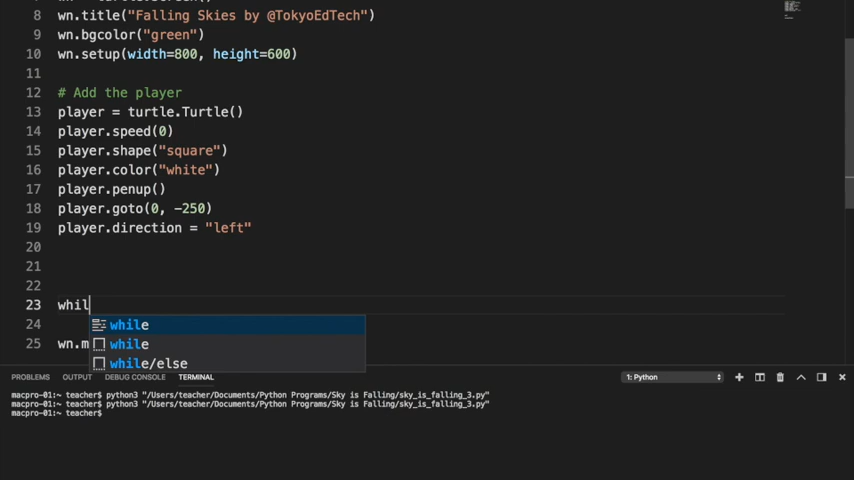 8 wn.title("Falling Skies by @TokyoEdTech")
9 wn.bgcolor("green")
10 wn.setup(width=800, height=600)
11
12 # Add the player
13 player = turtle.Turtle()
14 player.speed(0)
15 player.shape("square")
16 player.color("white")
17 player.penup()
18 player.goto(0, -250)
19 player.direction = "left"
20
21
22
23 whil
while
24
while
25 wn.m
while/else
PROBLEMS OUTPUT DEBUG CONSOLE TERMINAL 1: Python
macpro-01:~ teacher$ python3 "/Users/teacher/Documents/Python Programs/Sky is Falling/sky_is_falling_3.py"
macpro-01:~ teacher$ python3 "/Users/teacher/Documents/Python Programs/Sky is Falling/sky_is_falling_3.py"
macpro-01:~ teacher$